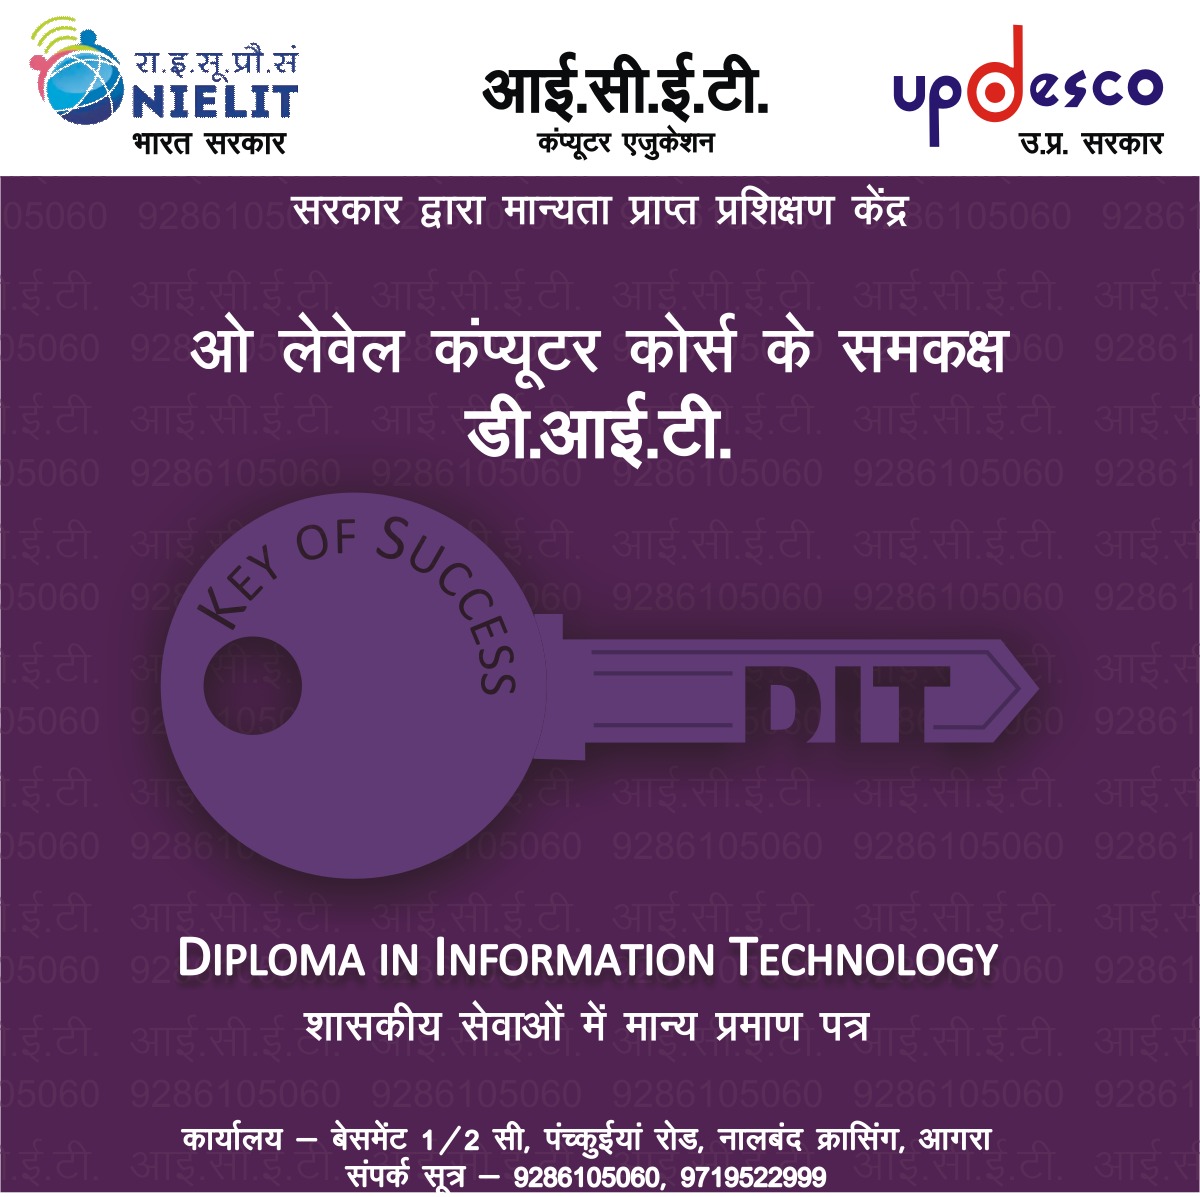 रा.इ.सू.प्रौ.सं
NIELIT
भारत सरकार
आई.सी.ई.टी.
कंप्यूटर एजुकेशन
updesco
उ.प्र. सरकार
सरकार द्वारा मान्यता प्राप्त प्रशिक्षण केंद्र
ओ लेवेल कंप्यूटर कोर्स के समकक्ष
डी.आई.टी.
KEY OF SUCCESS
DIT
DIPLOMA IN INFORMATION TECHNOLOGY
शासकीय सेवाओं में मान्य प्रमाण पत्र
कार्यालय – बेसमेंट 1/2 सी, पंच्कुईयां रोड, नालबंद क्रासिंग, आगरा
संपर्क सूत्र – 9286105060, 9719522999